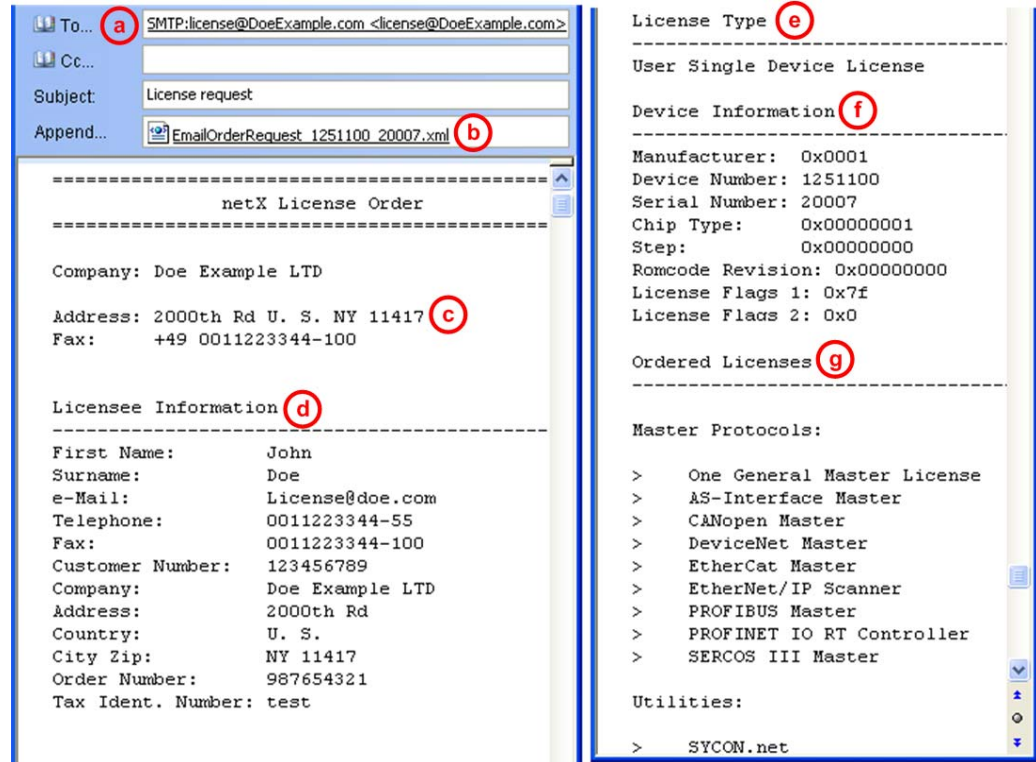 To... a SMTP:license@DoeExample.com <license@DoeExample.com>
Cc...
Subject: License request
Append... EmailOrderRequest_1251100_20007.xml b
================================================
netX License Order
================================================
Company: Doe Example LTD
Address: 2000th Rd U. S. NY 11417 c
Fax: +49 0011223344-100
Licensee Information d
------------------------------------------------
First Name: John
Surname: Doe
e-Mail: License@doe.com
Telephone: 0011223344-55
Fax: 0011223344-100
Customer Number: 123456789
Company: Doe Example LTD
Address: 2000th Rd
Country: U. S.
City Zip: NY 11417
Order Number: 987654321
Tax Ident. Number: test
License Type e
------------------------------------
User Single Device License
Device Information f
------------------------------------
Manufacturer: 0x0001
Device Number: 1251100
Serial Number: 20007
Chip Type: 0x00000001
Step: 0x00000000
Romcode Revision: 0x00000000
License Flags 1: 0x7f
License Flags 2: 0x0
Ordered Licenses g
------------------------------------
Master Protocols:
> One General Master License
> AS-Interface Master
> CANopen Master
> DeviceNet Master
> EtherCat Master
> EtherNet/IP Scanner
> PROFIBUS Master
> PROFINET IO RT Controller
> SERCOS III Master
Utilities:
> SYCON.net